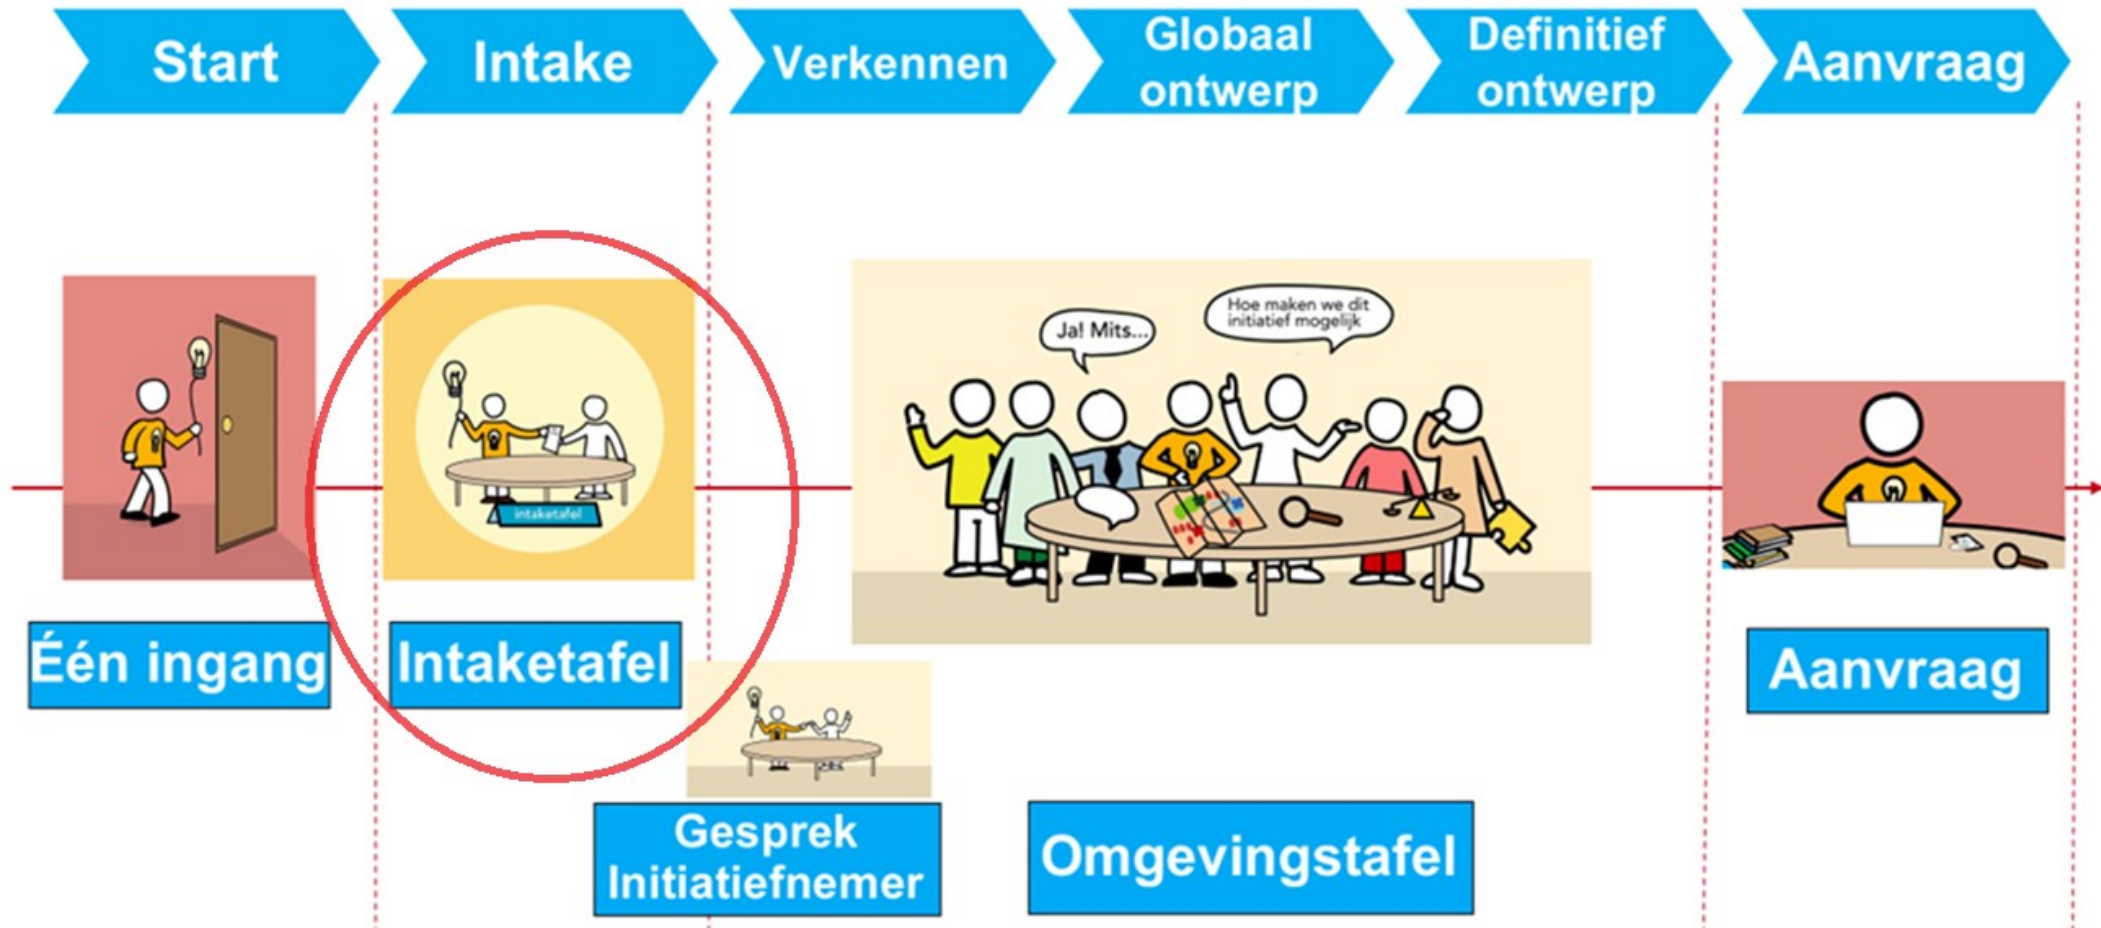 Start
Intake
Verkennen
Globaal
ontwerp
Definitief
ontwerp
Aanvraag
Ja! Mits...
Hoe maken we dit
initiatief mogelijk
intaketafel
Één ingang
Intaketafel
Aanvraag
Gesprek
Initiatiefnemer
Omgevingstafel